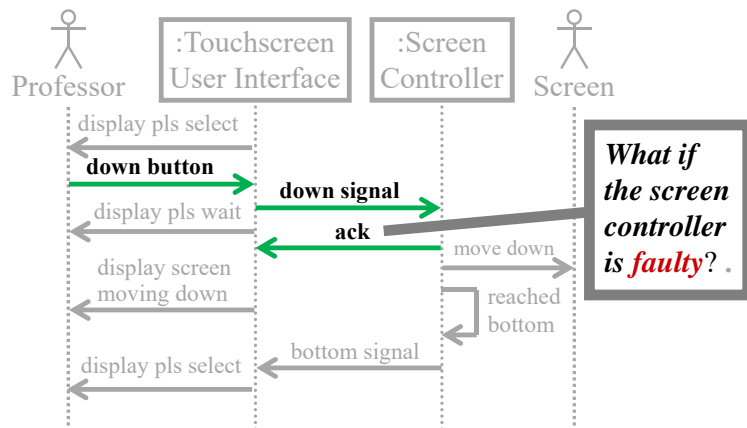 :Touchscreen
User Interface
:Screen
Controller
Professor
Screen
display pls select
down button
down signal
display pls wait
ack
move down
display screen
moving down
reached
bottom
bottom signal
display pls select
What if
the screen
controller
is faulty? .